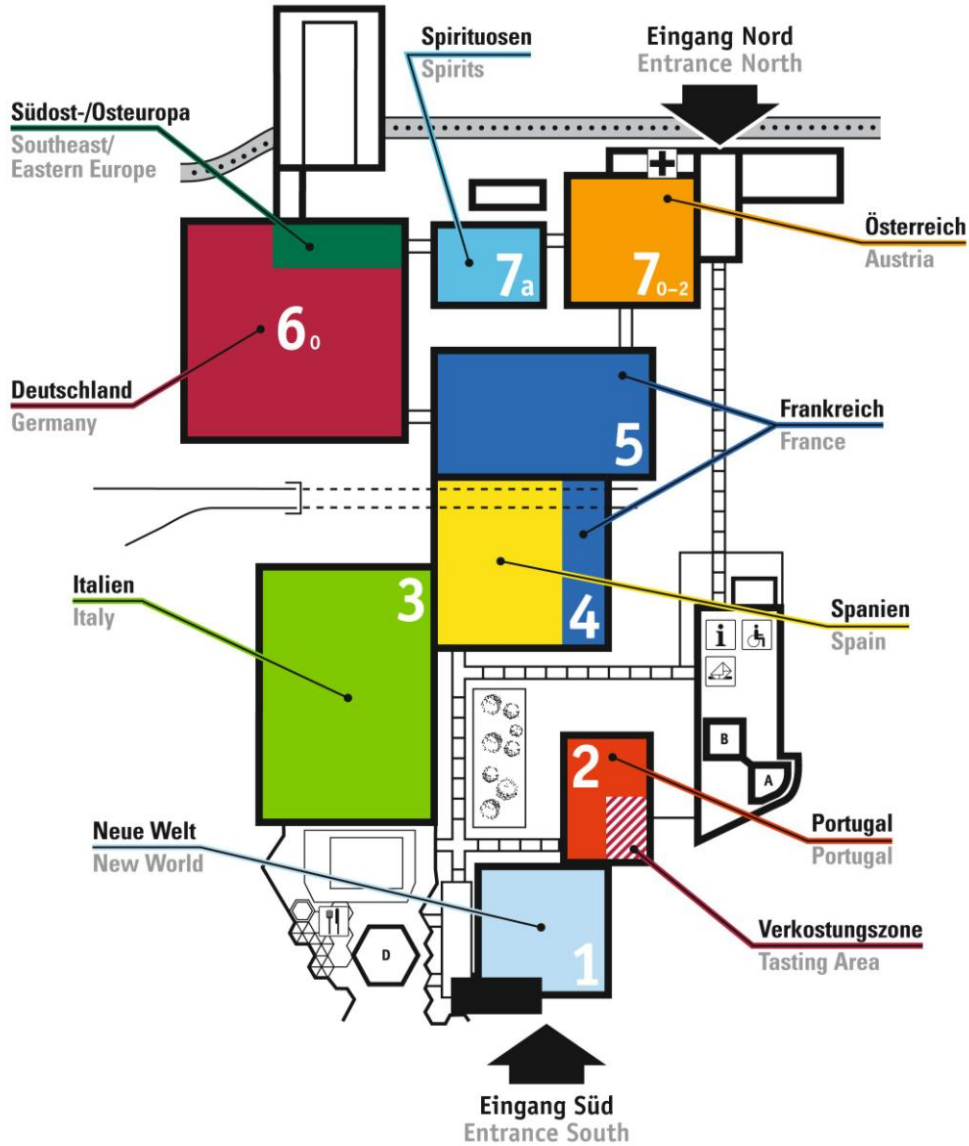 Spirituosen
Spirits
Eingang Nord
Entrance North
Südost-/Osteuropa
Southeast/
Eastern Europe
Österreich
Austria
7a
70–2
60
Deutschland
Germany
Frankreich
France
5
Italien
Italy
3
4
Spanien
Spain
i
B
A
2
Neue Welt
New World
Portugal
Portugal
Verkostungszone
Tasting Area
D
1
Eingang Süd
Entrance South